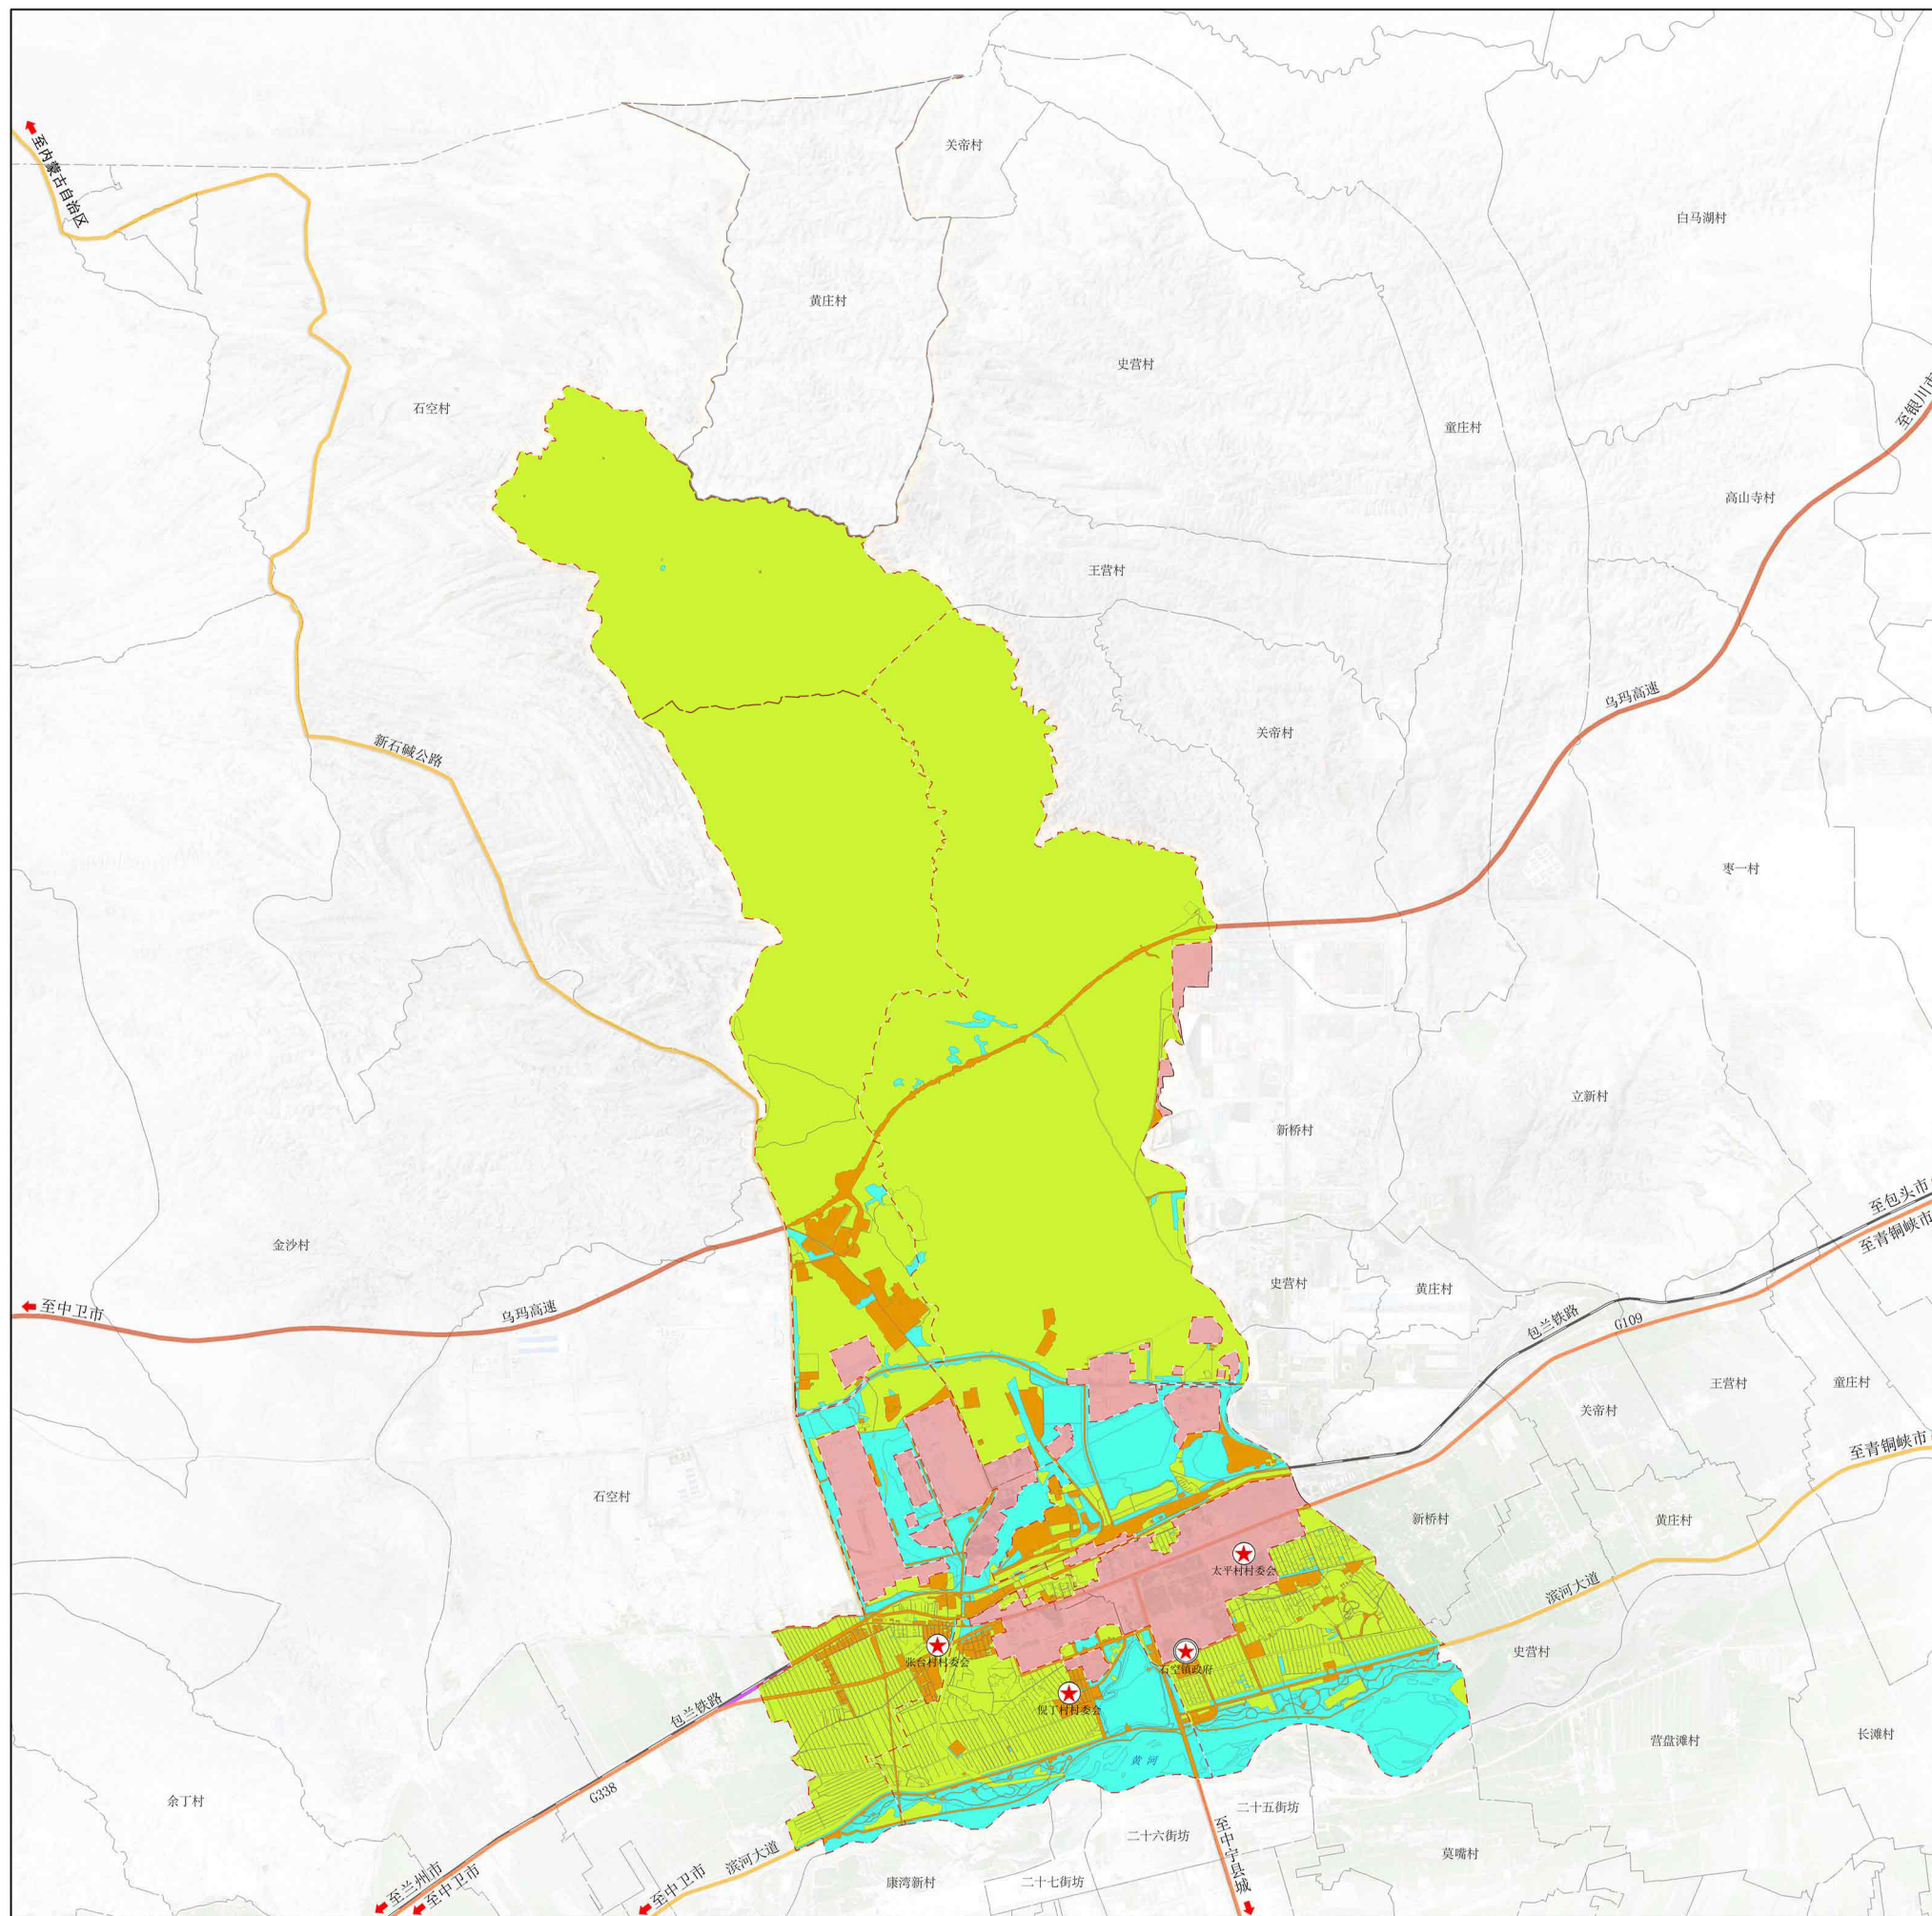 关帝村
至内蒙古自治区
白马湖村
黄庄村
史营村
石空村
至银川市
童庄村
高山寺村
王营村
乌玛高速
关帝村
新石碱公路
枣一村
立新村
新桥村
至包头市
至青铜峡市
金沙村
史营村
黄庄村
至中卫市
乌玛高速
包兰铁路
G109
王营村
童庄村
关帝村
至青铜峡市
石空村
新桥村
黄庄村
太平村村委会
滨河大道
史营村
张台村村委会
石空镇政府
倪丁村村委会
包兰铁路
营盘滩村
长滩村
黄河
G338
余丁村
二十五街坊
二十六街坊
至中宁县城
莫嘴村
滨河大道
康湾新村
二十七街坊
至兰州市
至中卫市
至中卫市